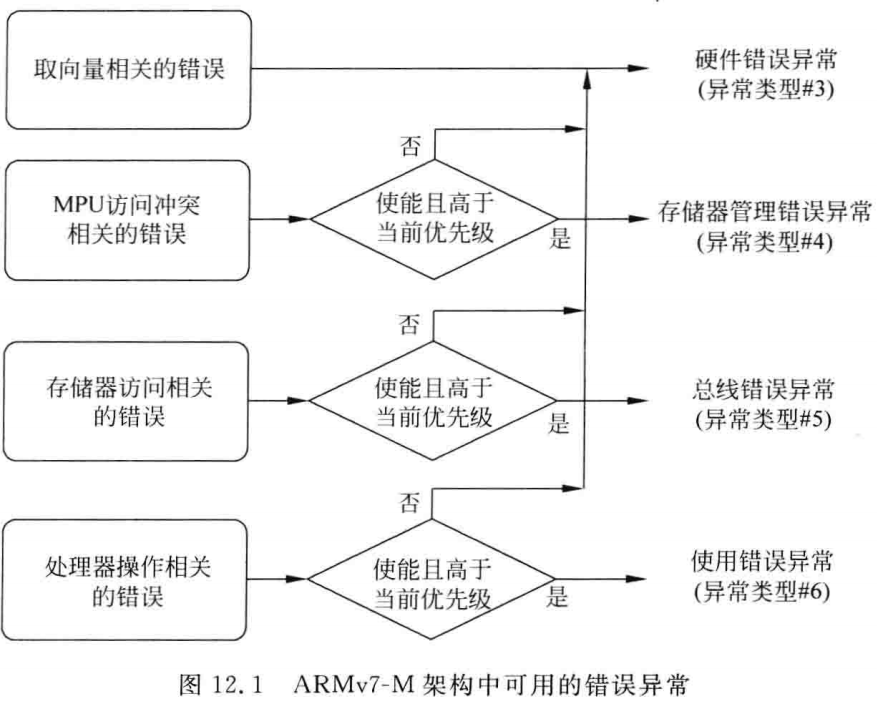 取向量相关的错误
硬件错误异常
(异常类型#3)
否
MPU访问冲突
相关的错误
使能且高于
当前优先级
是
存储器管理错误异常
(异常类型#4)
否
存储器访问相关
的错误
使能且高于
当前优先级
是
总线错误异常
(异常类型#5)
否
处理器操作相关
的错误
使能且高于
当前优先级
是
使用错误异常
(异常类型#6)
图 12.1 ARMv7-M 架构中可用的错误异常